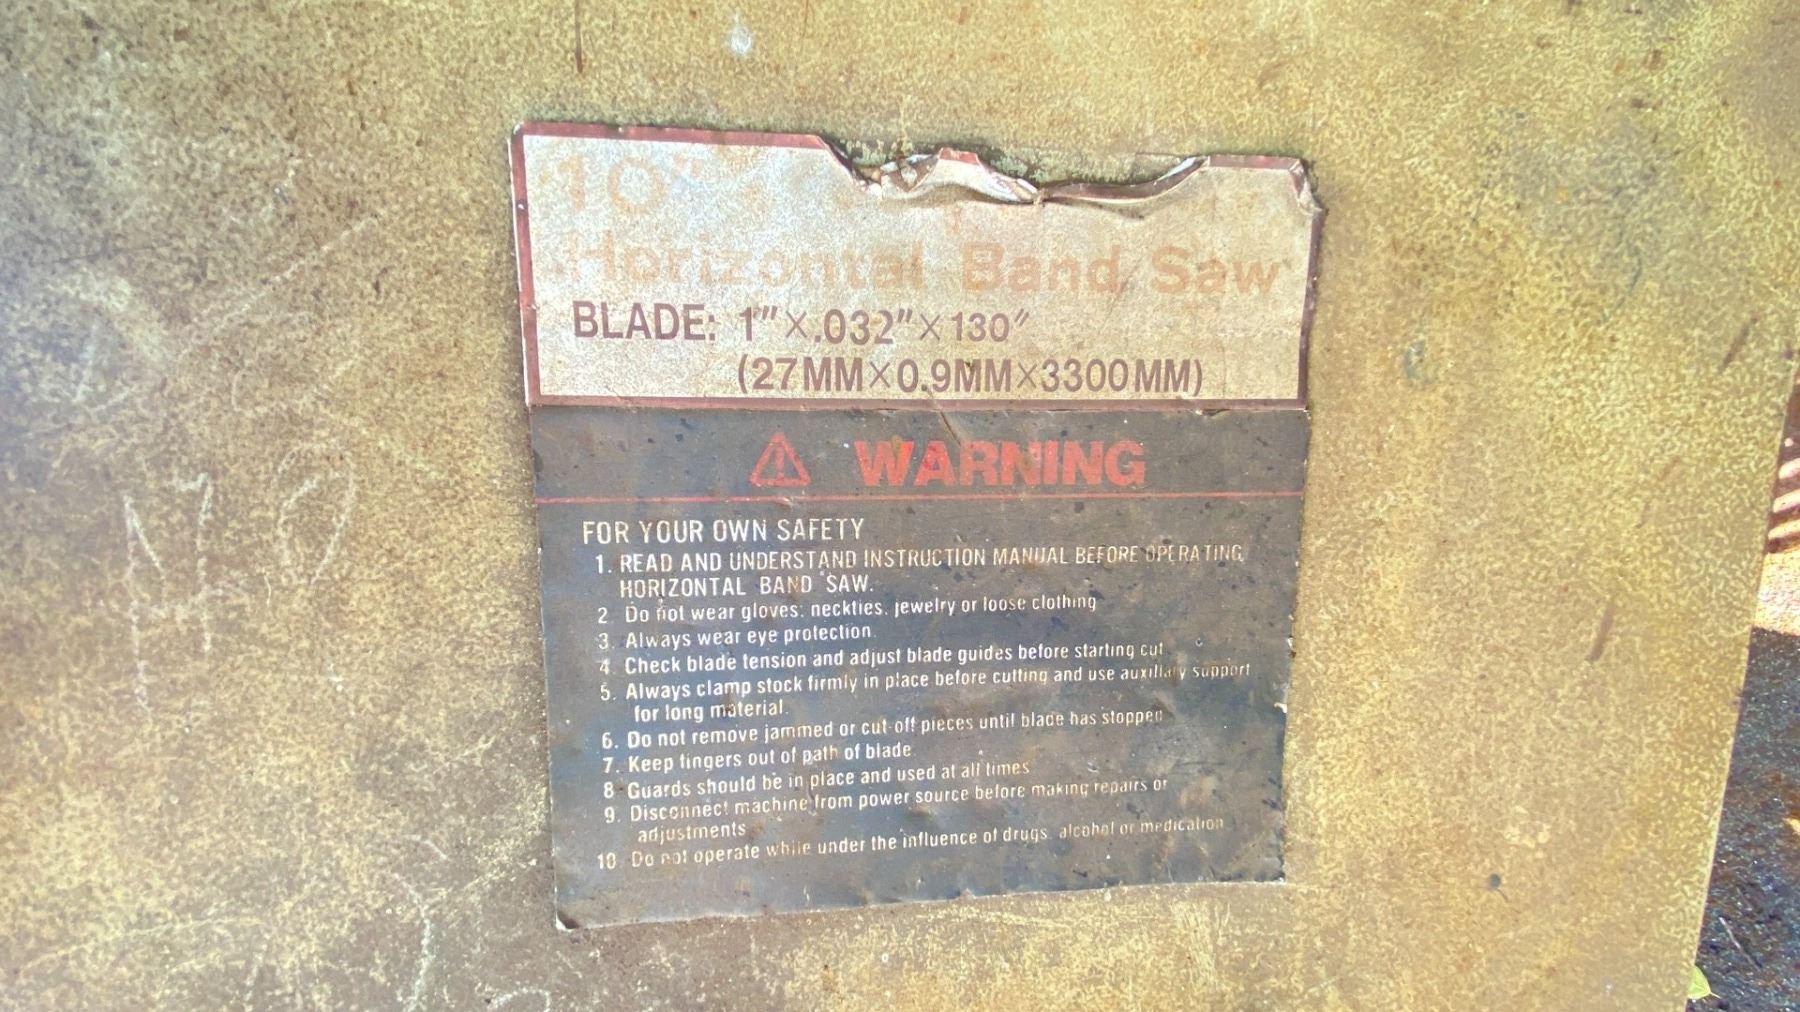 10"
Horizontal Band Saw
BLADE: 1"×.032"×130"
(27MM×0.9MM×3300MM)
WARNING
FOR YOUR OWN SAFETY
1. READ AND UNDERSTAND INSTRUCTION MANUAL BEFORE OPERATING
HORIZONTAL BAND SAW.
2. Do not wear gloves, neckties, jewelry or loose clothing
3. Always wear eye protection.
4. Check blade tension and adjust blade guides before starting cut
5. Always clamp stock firmly in place before cutting and use auxillary support
for long material.
6. Do not remove jammed or cut-off pieces until blade has stopped
7. Keep fingers out of path of blade
8. Guards should be in place and used at all times
9. Disconnect machine from power source before making repairs or
adjustments
10. Do not operate while under the influence of drugs, alcohol or medication